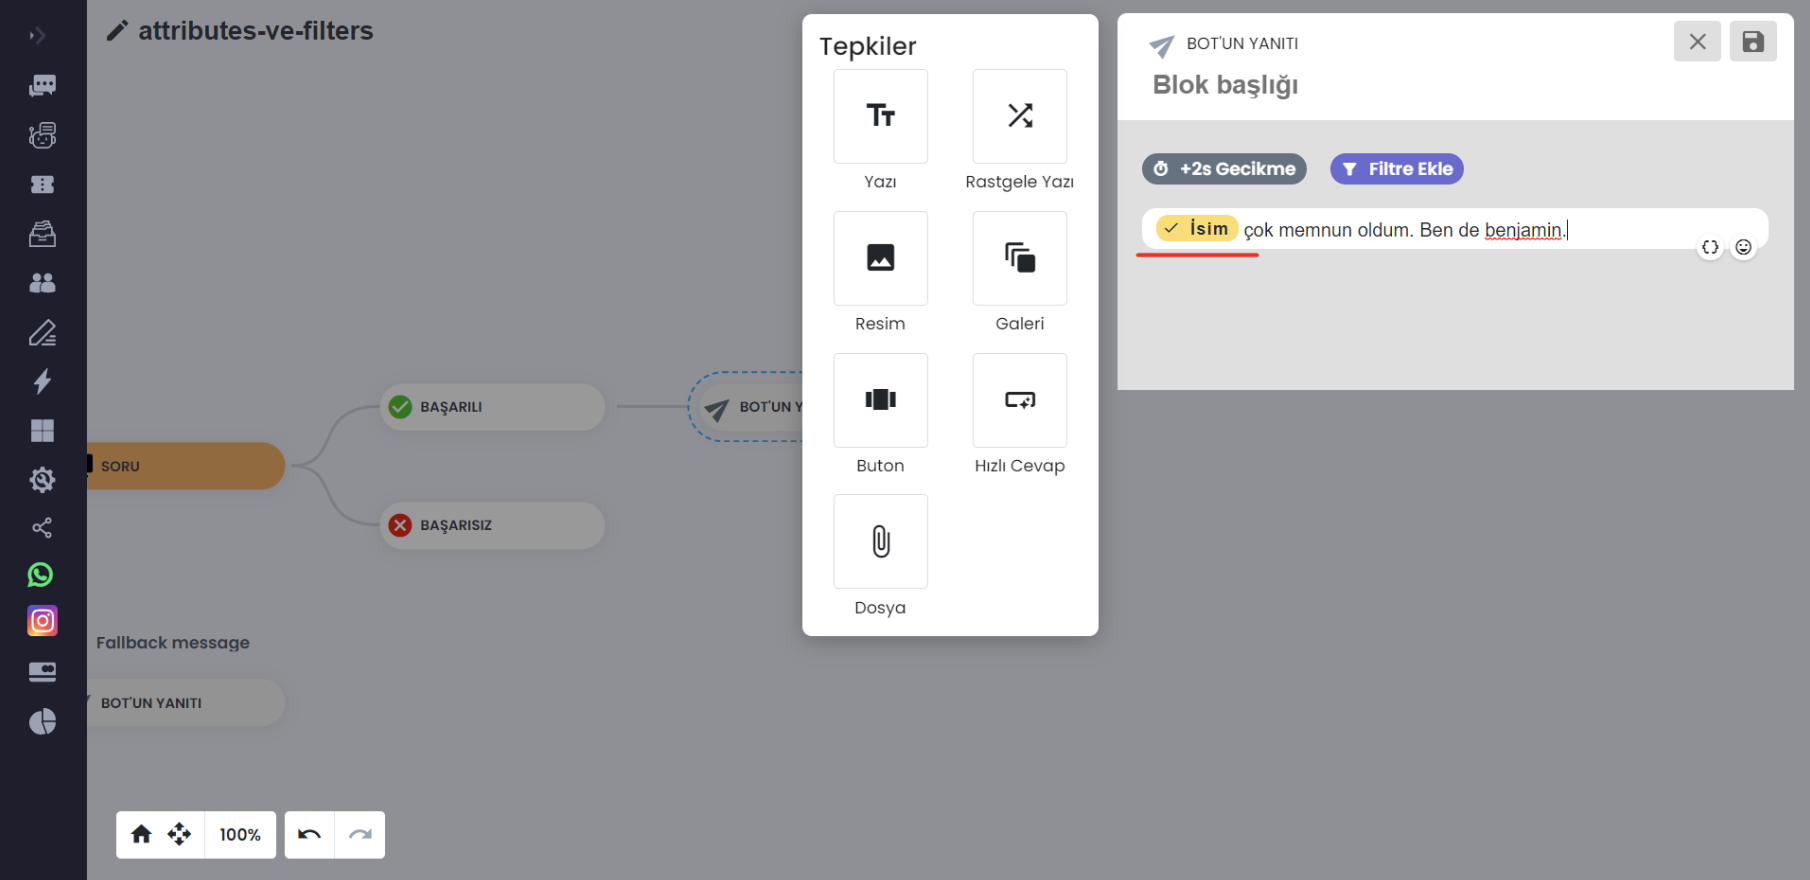 attributes-ve-filters
SORU
BAŞARILI
BAŞARISIZ
BOT'UN Y
Fallback message
BOT'UN YANITI
100%
Tepkiler
Yazı
Rastgele Yazı
Resim
Galeri
Buton
Hızlı Cevap
Dosya
BOT'UN YANITI
Blok başlığı
+2s Gecikme
Filtre Ekle
İsim çok memnun oldum. Ben de benjamin.